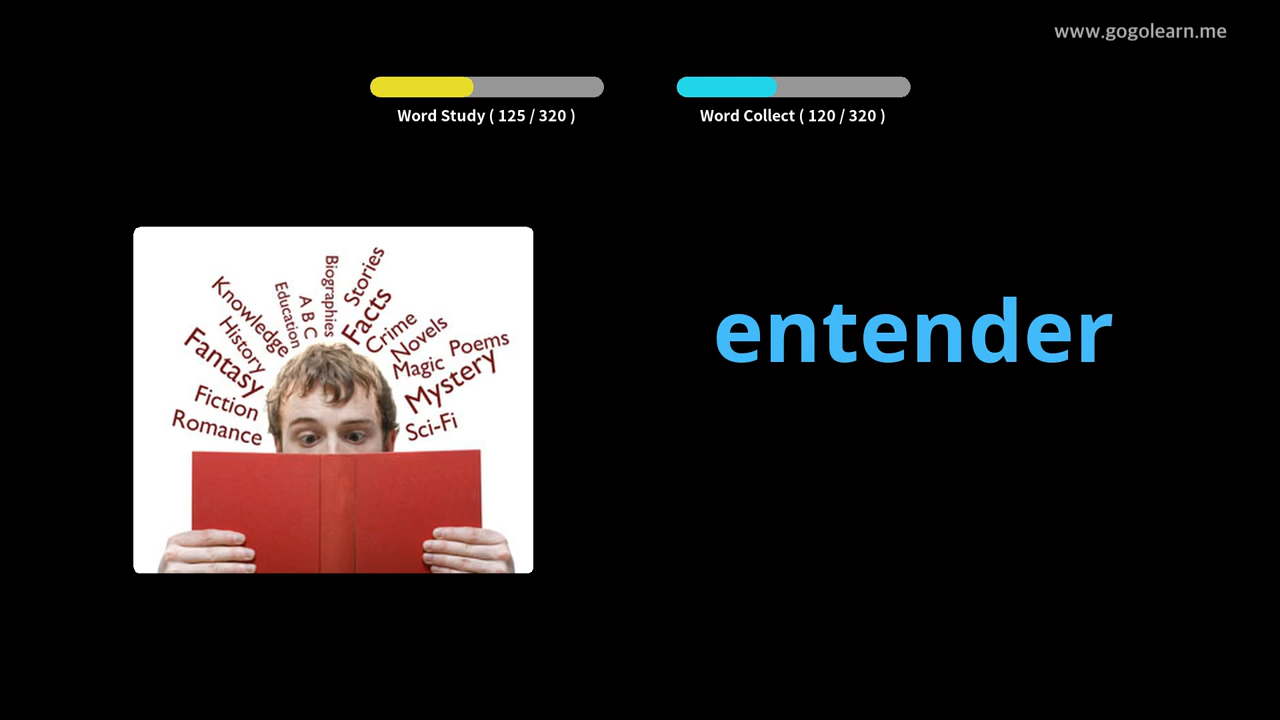 www.gogolearn.me
Word Study ( 125 / 320 )
Word Collect ( 120 / 320 )
Biographies
Stories
Education
A B C
Facts
Knowledge
Crime
History
Novels
Poems
Fantasy
Magic
Mystery
Fiction
Romance
Sci-Fi
entender